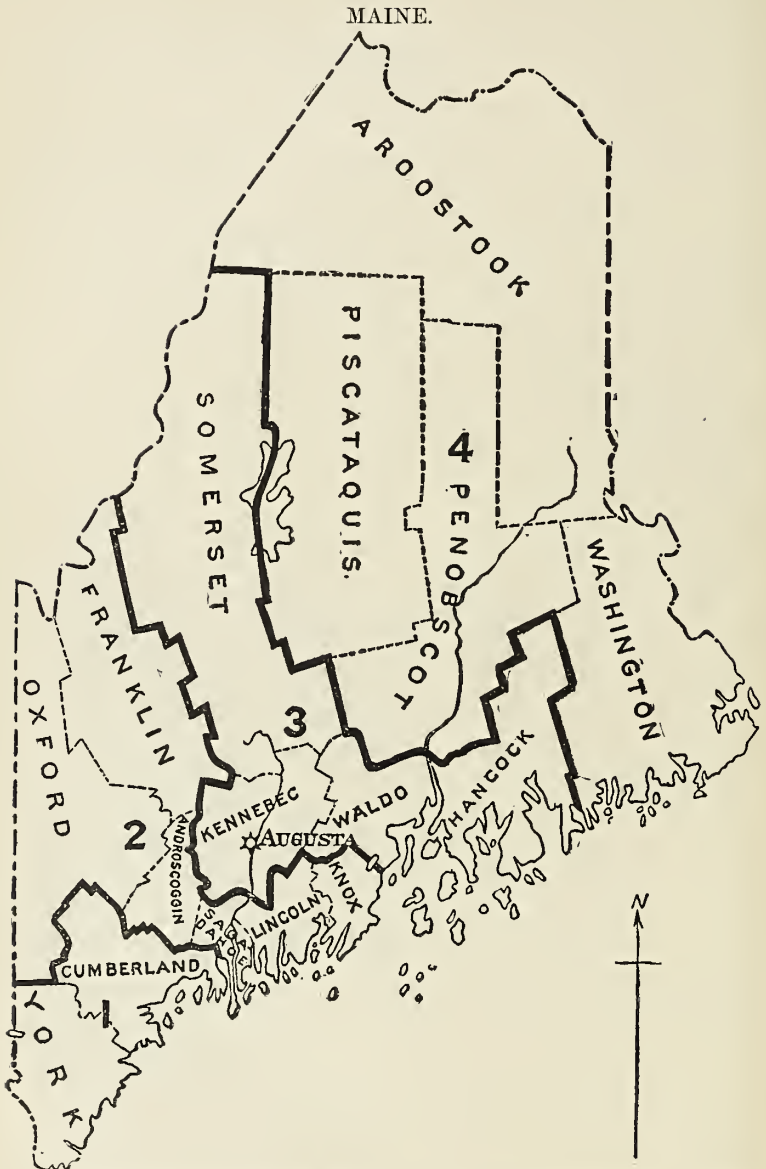 MAINE.
AROOSTOOK
PISCATAQUIS.
SOMERSET
4
PENOBSCOT
WASHINGTON
FRANKLIN
OXFORD
3
HANCOCK
KENNEBEC
WALDO
2
ANDROSCOGGIN
AUGUSTA
KNOX
LINCOLN
SAGADAHOC
CUMBERLAND
1
YORK
N